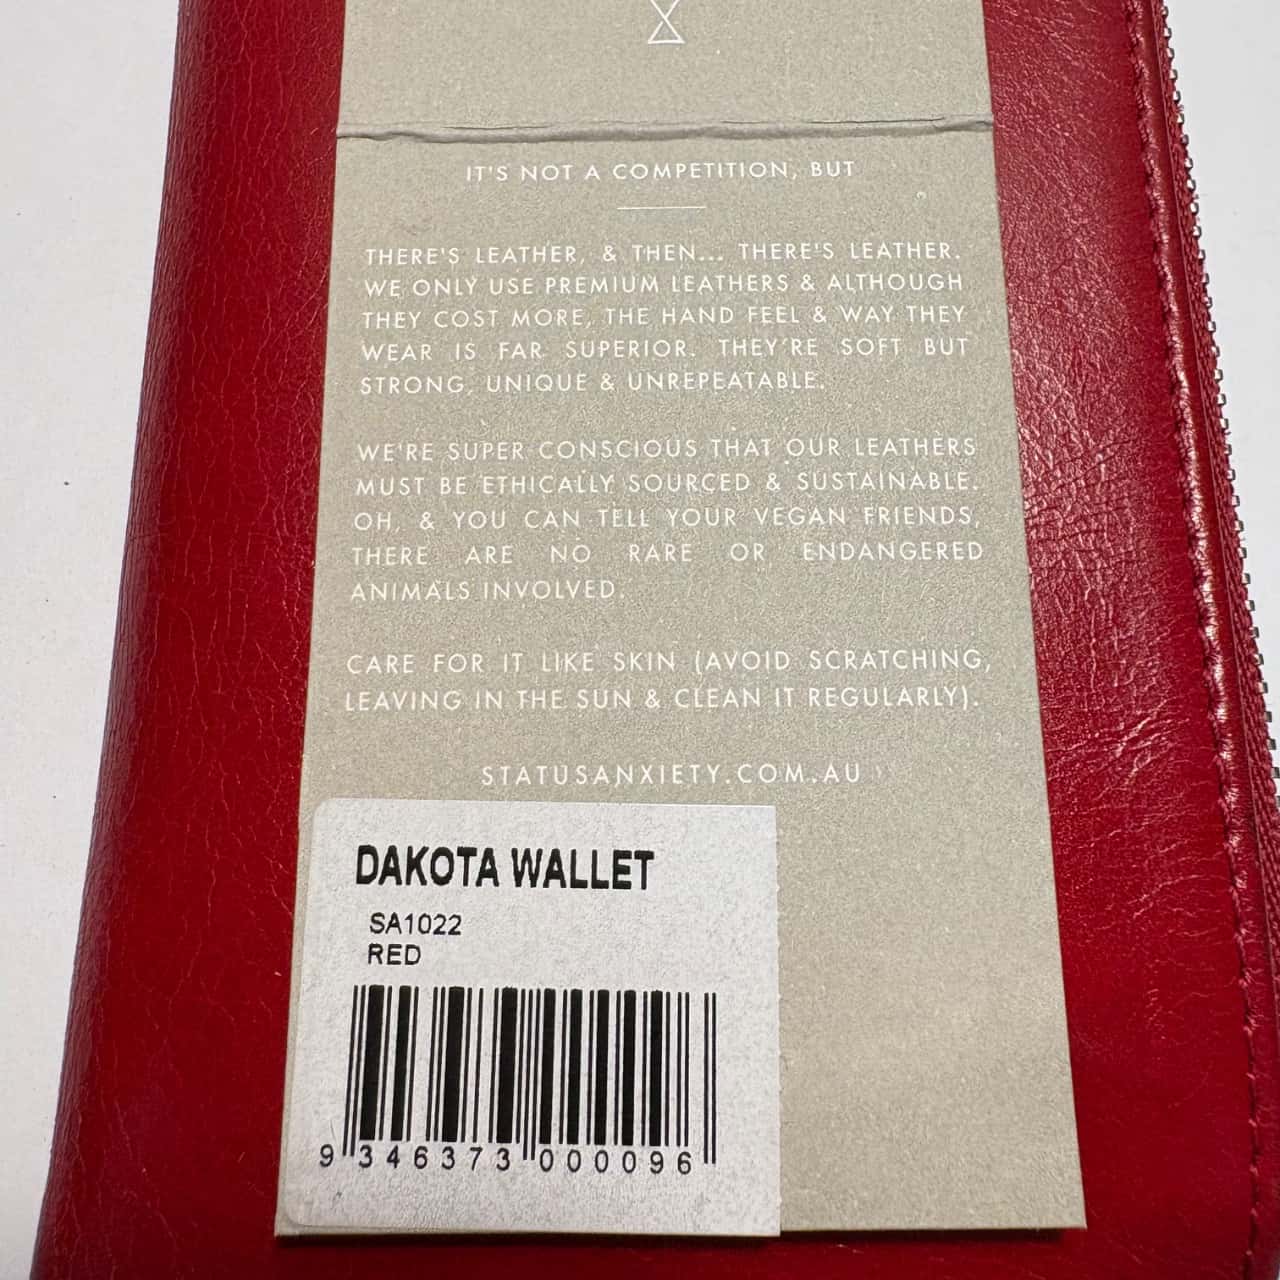 IT'S NOT A COMPETITION, BUT
THERE'S LEATHER, & THEN... THERE'S LEATHER.
WE ONLY USE PREMIUM LEATHERS & ALTHOUGH
THEY COST MORE, THE HAND FEEL & WAY THEY
WEAR IS FAR SUPERIOR. THEY'RE SOFT BUT
STRONG, UNIQUE & UNREPEATABLE.
WE'RE SUPER CONSCIOUS THAT OUR LEATHERS
MUST BE ETHICALLY SOURCED & SUSTAINABLE.
OH, & YOU CAN TELL YOUR VEGAN FRIENDS,
THERE ARE NO RARE OR ENDANGERED
ANIMALS INVOLVED.
CARE FOR IT LIKE SKIN (AVOID SCRATCHING,
LEAVING IN THE SUN & CLEAN IT REGULARLY).
STATUSANXIETY.COM.AU
DAKOTA WALLET
SA1022
RED
9 346373 000096